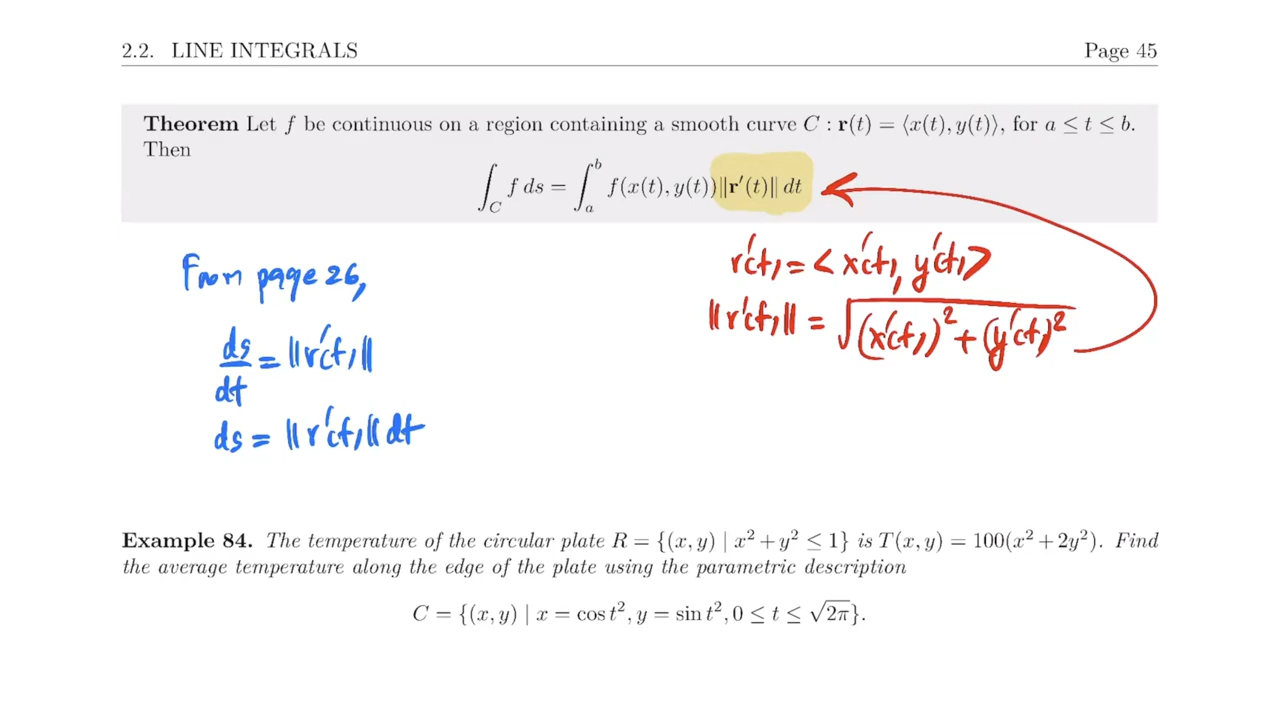 2.2. LINE INTEGRALS Page 45
Theorem Let f be continuous on a region containing a smooth curve C : r(t) = ⟨x(t), y(t)⟩, for a ≤ t ≤ b.
Then
∫_C f ds = ∫_a^b f(x(t), y(t))‖r′(t)‖ dt
r′(t) = <x′(t), y′(t)>
From page 26,
‖r′(t)‖ = √((x′(t))² + (y′(t))²
ds/dt = ‖r′(t)‖
ds = ‖r′(t)‖ dt
Example 84. The temperature of the circular plate R = {(x, y) | x² + y² ≤ 1} is T(x, y) = 100(x² + 2y²). Find
the average temperature along the edge of the plate using the parametric description
C = {(x, y) | x = cos t², y = sin t², 0 ≤ t ≤ √2π}.